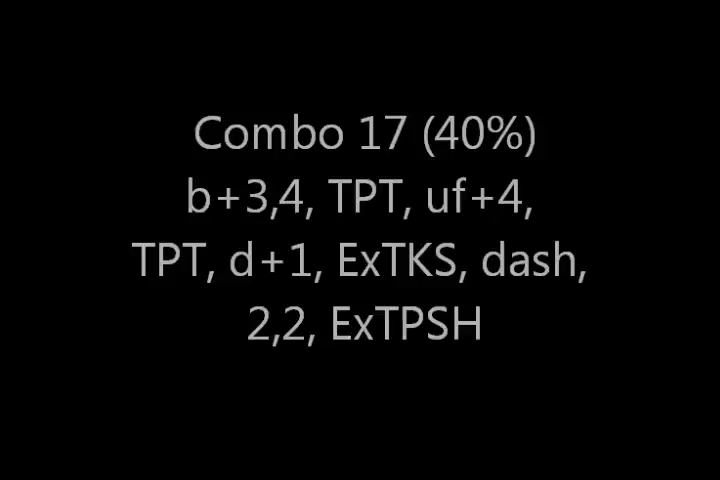 Combo 17 (40%)
b+3,4, TPT, uf+4,
TPT, d+1, ExTKS, dash,
2,2, ExTPSH